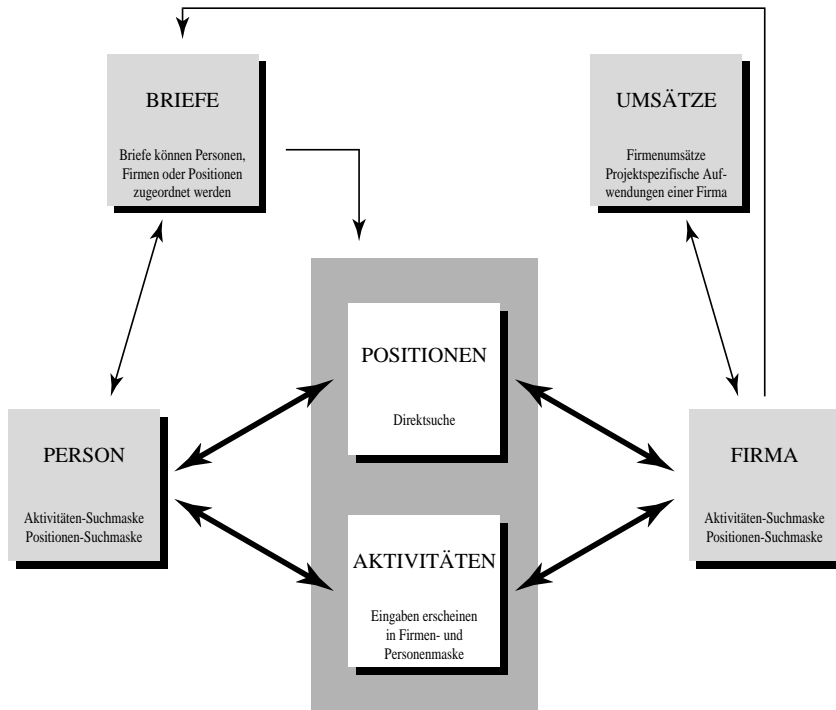 BRIEFE
Briefe können Personen,
Firmen oder Positionen
zugeordnet werden
UMSÄTZE
Firmenumsätze
Projektspezifische Auf-
wendungen einer Firma
POSITIONEN
Direktsuche
PERSON
Aktivitäten-Suchmaske
Positionen-Suchmaske
FIRMA
Aktivitäten-Suchmaske
Positionen-Suchmaske
AKTIVITÄTEN
Eingaben erscheinen
in Firmen- und
Personenmaske